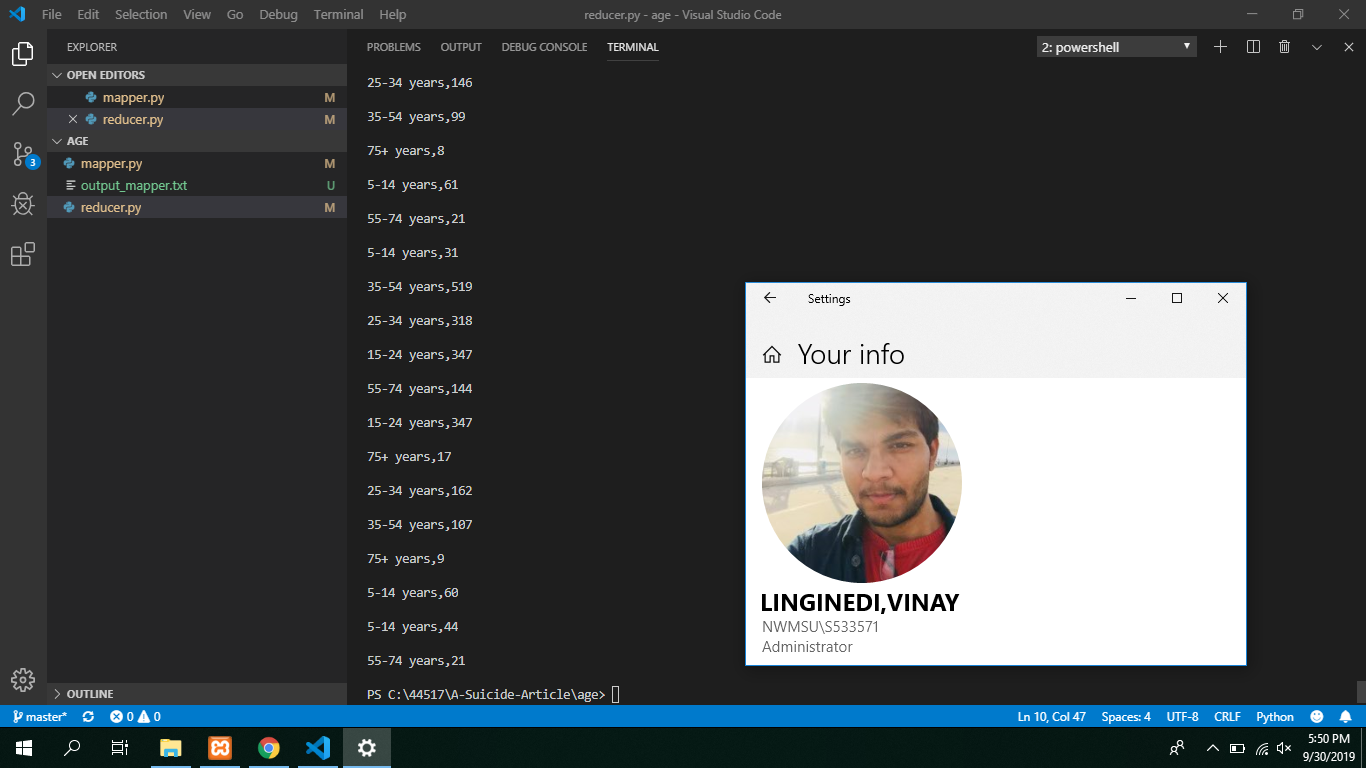 File Edit Selection View Go Debug Terminal Help
reducer.py - age - Visual Studio Code
EXPLORER
OPEN EDITORS
mapper.py M
reducer.py M
AGE
mapper.py M
output_mapper.txt U
reducer.py M
OUTLINE
3
PROBLEMS OUTPUT DEBUG CONSOLE TERMINAL
2: powershell
25-34 years,146
35-54 years,99
75+ years,8
5-14 years,61
55-74 years,21
5-14 years,31
35-54 years,519
25-34 years,318
15-24 years,347
55-74 years,144
15-24 years,347
75+ years,17
25-34 years,162
35-54 years,107
75+ years,9
5-14 years,60
5-14 years,44
55-74 years,21
PS C:\44517\A-Suicide-Article\age>
Settings
Your info
LINGINEDI,VINAY
NWMSU\S533571
Administrator
master* 0 0
Ln 10, Col 47 Spaces: 4 UTF-8 CRLF Python
5:50 PM
9/30/2019